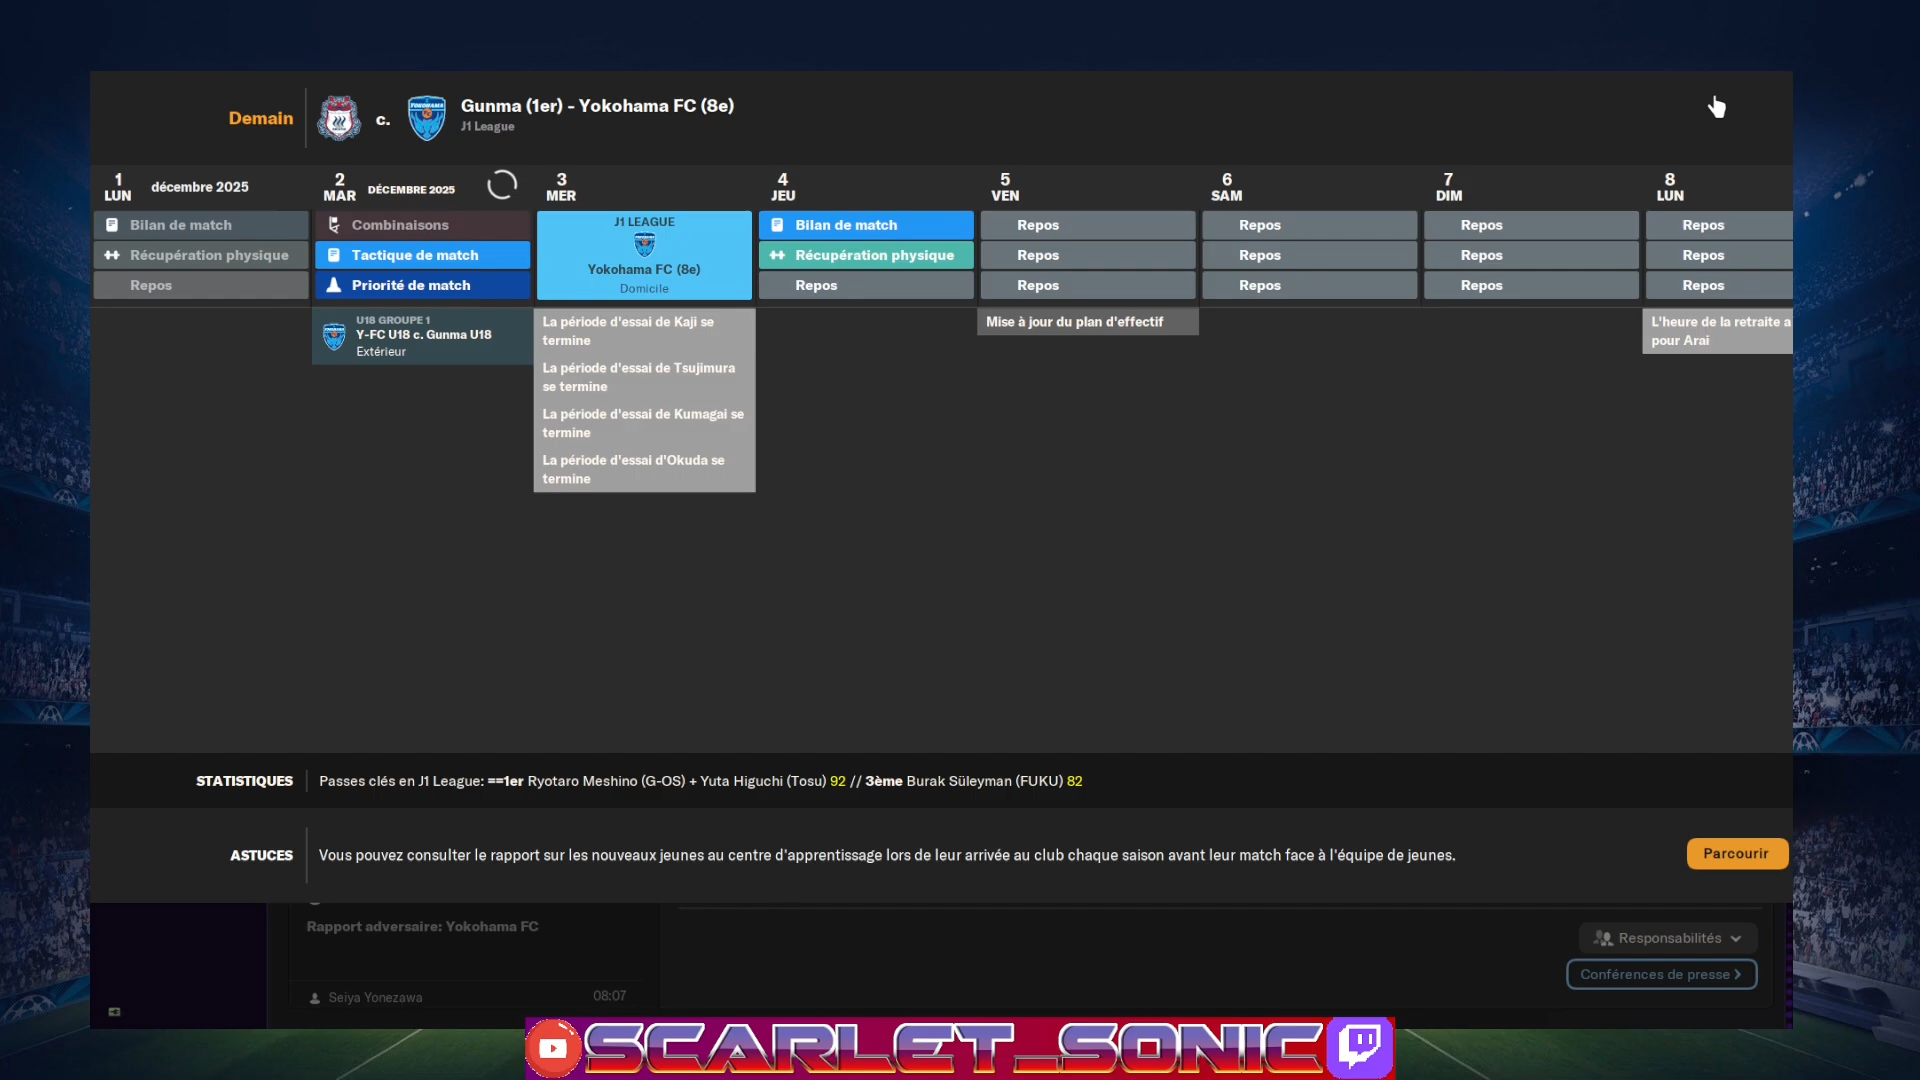 Demain
c.
Gunma (1er) - Yokohama FC (8e)
J1 League
1
LUN
décembre 2025
2
MAR
DÉCEMBRE 2025
3
MER
4
JEU
5
VEN
6
SAM
7
DIM
8
LUN
Bilan de match
Récupération physique
Repos
Combinaisons
Tactique de match
Priorité de match
J1 LEAGUE
Yokohama FC (8e)
Domicile
Bilan de match
Récupération physique
Repos
Repos
Repos
Repos
Repos
Repos
Repos
Repos
Repos
Repos
Repos
Repos
Repos
U18 GROUPE 1
Y-FC U18 c. Gunma U18
Extérieur
La période d'essai de Kaji se
termine
La période d'essai de Tsujimura
se termine
La période d'essai de Kumagai se
termine
La période d'essai d'Okuda se
termine
Mise à jour du plan d'effectif
L'heure de la retraite a
pour Arai
STATISTIQUES
Passes clés en J1 League: ==1er Ryotaro Meshino (G-OS) + Yuta Higuchi (Tosu) 92 // 3ème Burak Süleyman (FUKU) 82
ASTUCES
Vous pouvez consulter le rapport sur les nouveaux jeunes au centre d'apprentissage lors de leur arrivée au club chaque saison avant leur match face à l'équipe de jeunes.
Parcourir
Rapport adversaire: Yokohama FC
Seiya Yonezawa
08:07
Responsabilités
Conférences de presse
SCARLET_SONIC